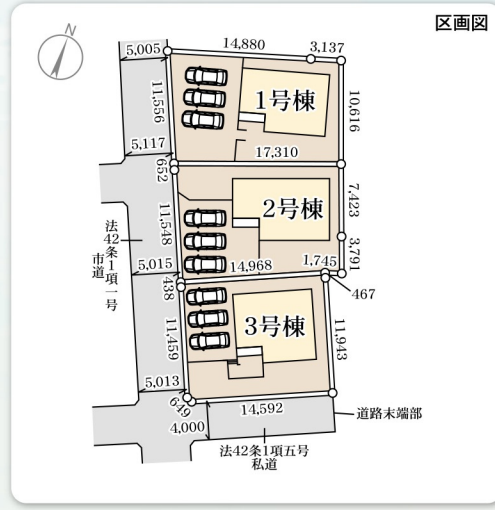 区画図
N
5,005
14,880
3,137
11,556
1号棟
10,616
5,117
17,310
652
7,423
2号棟
11,548
法42条1項一号
市道
5,015
14,968
1,745
3,791
438
467
3号棟
11,459
11,943
5,013
649
14,592
道路末端部
4,000
法42条1項五号
私道